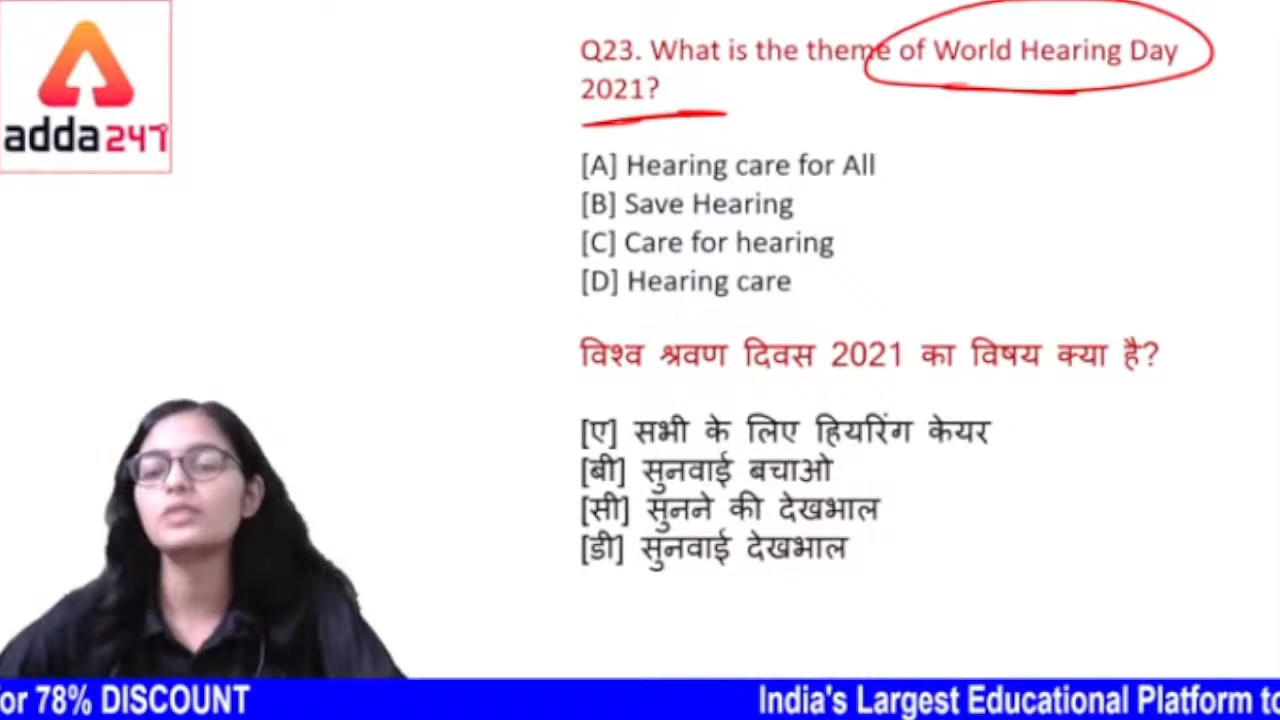 adda247
Q23. What is the theme of World Hearing Day
2021?
[A] Hearing care for All
[B] Save Hearing
[C] Care for hearing
[D] Hearing care
विश्व श्रवण दिवस 2021 का विषय क्या है?
[ए] सभी के लिए हियरिंग केयर
[बी] सुनवाई बचाओ
[सी] सुनने की देखभाल
[डी] सुनवाई देखभाल
for 78% DISCOUNT India's Largest Educational Platform to